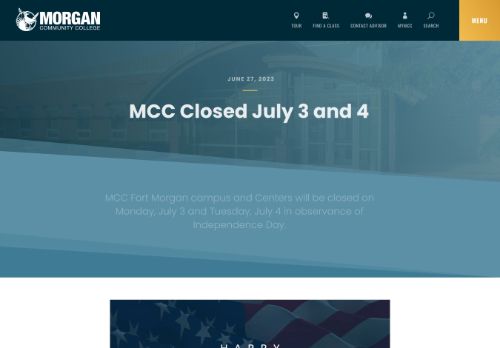 MORGAN
COMMUNITY COLLEGE
TOUR
FIND A CLASS
CONTACT ADVISOR
MYMCC
SEARCH
MENU
JUNE 27, 2023
MCC Closed July 3 and 4
MCC Fort Morgan campus and Centers will be closed on
Monday, July 3 and Tuesday, July 4 in observance of
Independence Day.
HAPPY